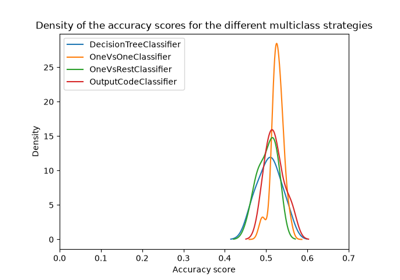 Density of the accuracy scores for the different multiclass strategies
DecisionTreeClassifier
OneVsOneClassifier
OneVsRestClassifier
OutputCodeClassifier
25
20
15
10
5
0
Density
0.0 0.1 0.2 0.3 0.4 0.5 0.6 0.7
Accuracy score